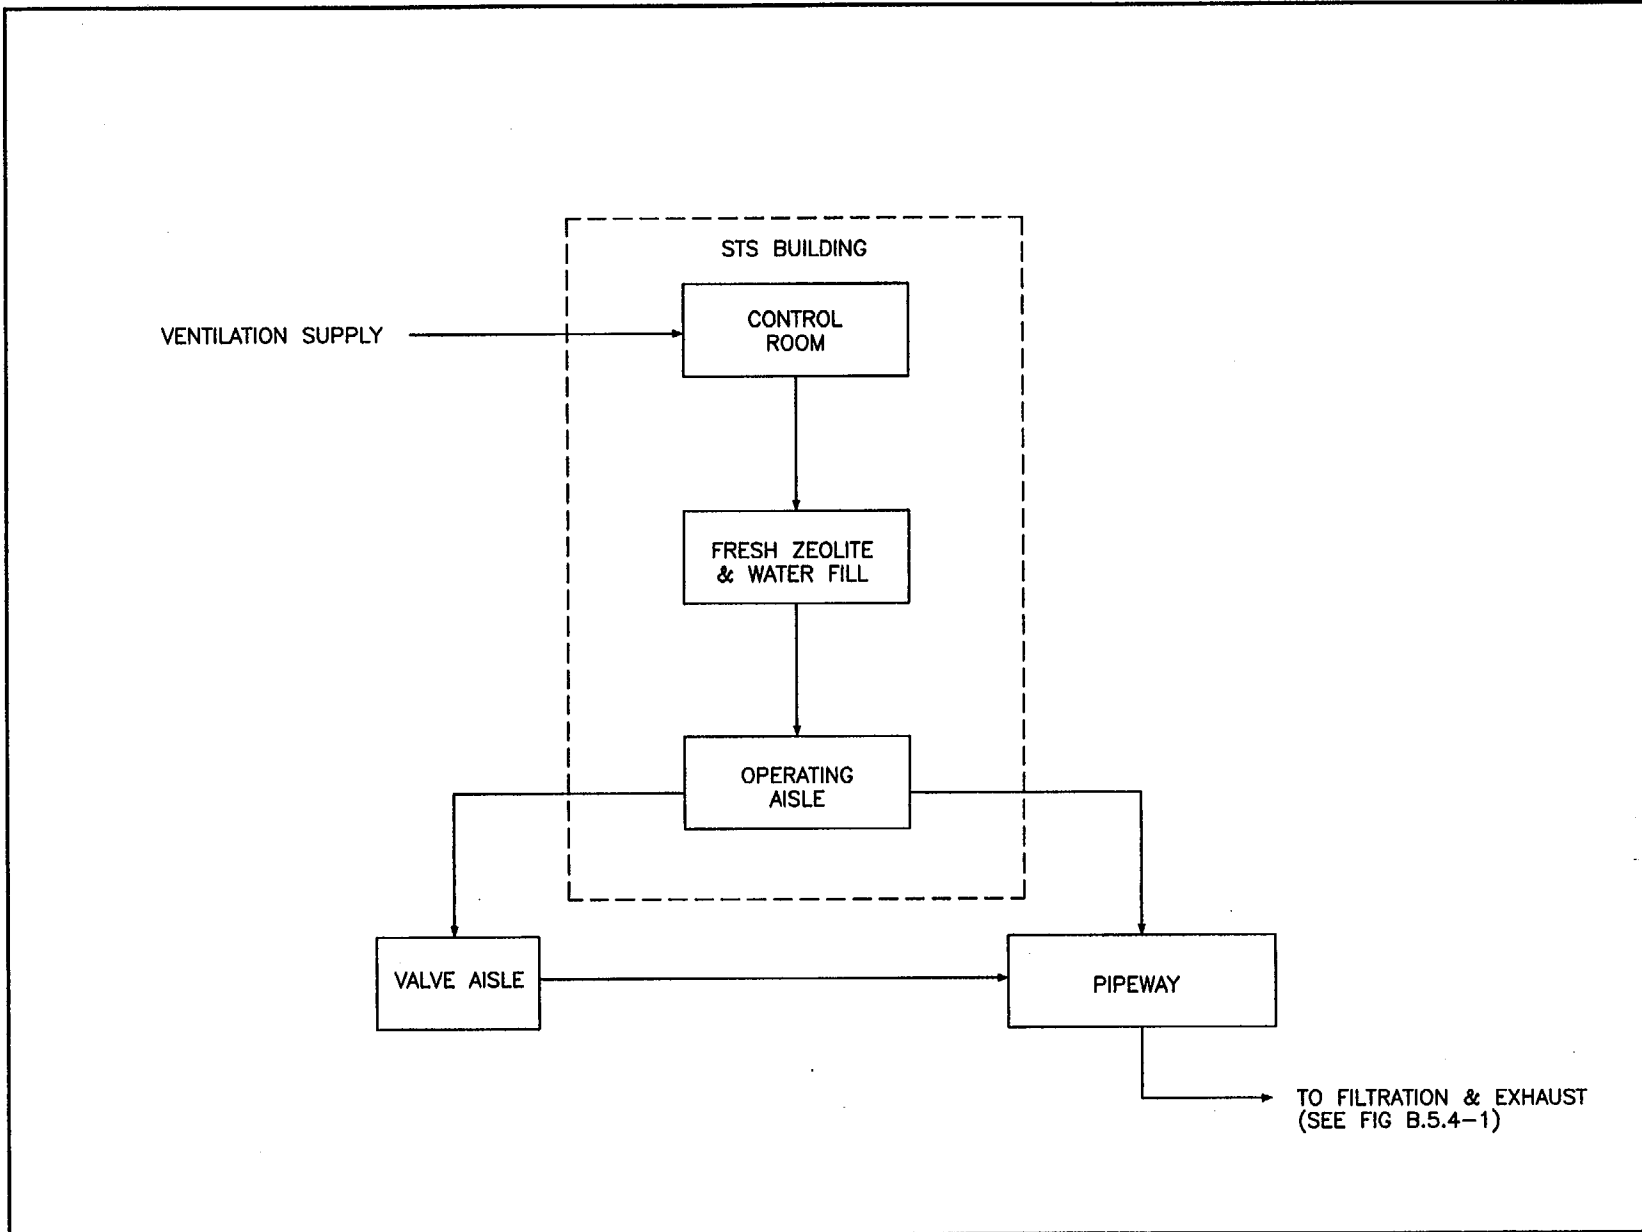 STS BUILDING
VENTILATION SUPPLY
CONTROL
ROOM
FRESH ZEOLITE
& WATER FILL
OPERATING
AISLE
VALVE AISLE
PIPEWAY
TO FILTRATION & EXHAUST
(SEE FIG B.5.4-1)